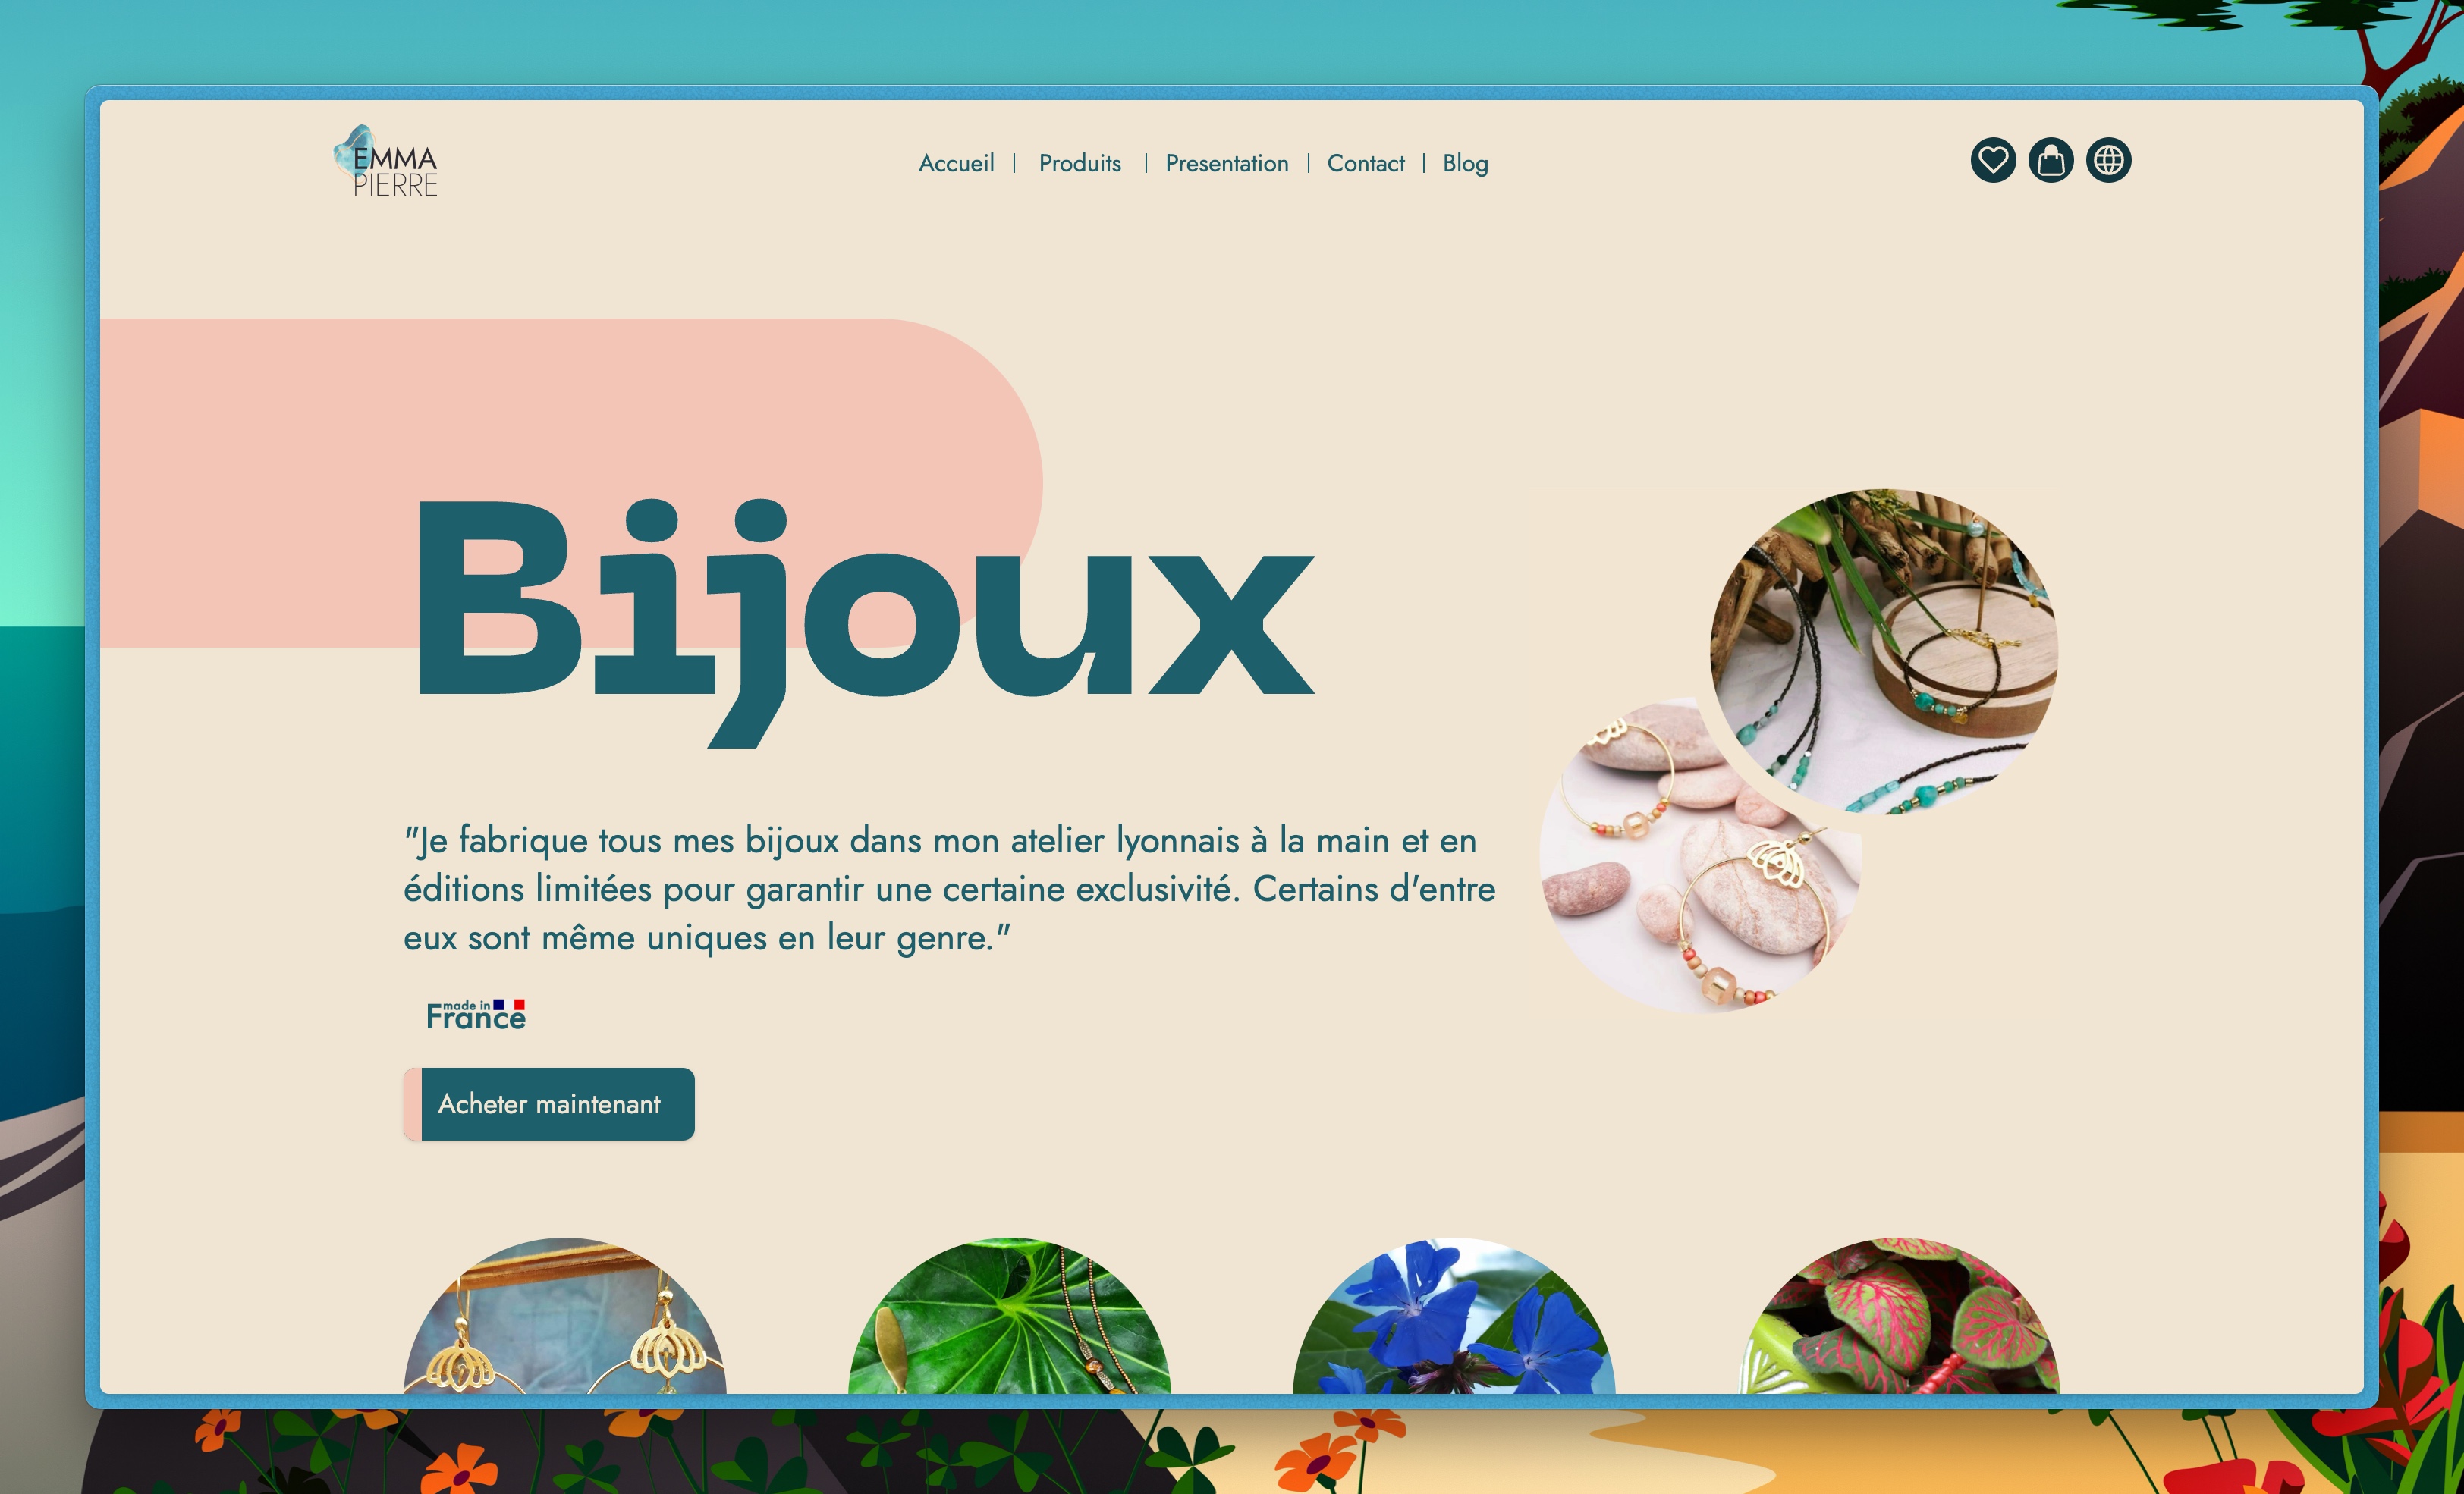 EMMA
PIERRE
Accueil | Produits | Presentation | Contact | Blog
Bijoux
"Je fabrique tous mes bijoux dans mon atelier lyonnais à la main et en
éditions limitées pour garantir une certaine exclusivité. Certains d'entre
eux sont même uniques en leur genre."
made in
France
Acheter maintenant